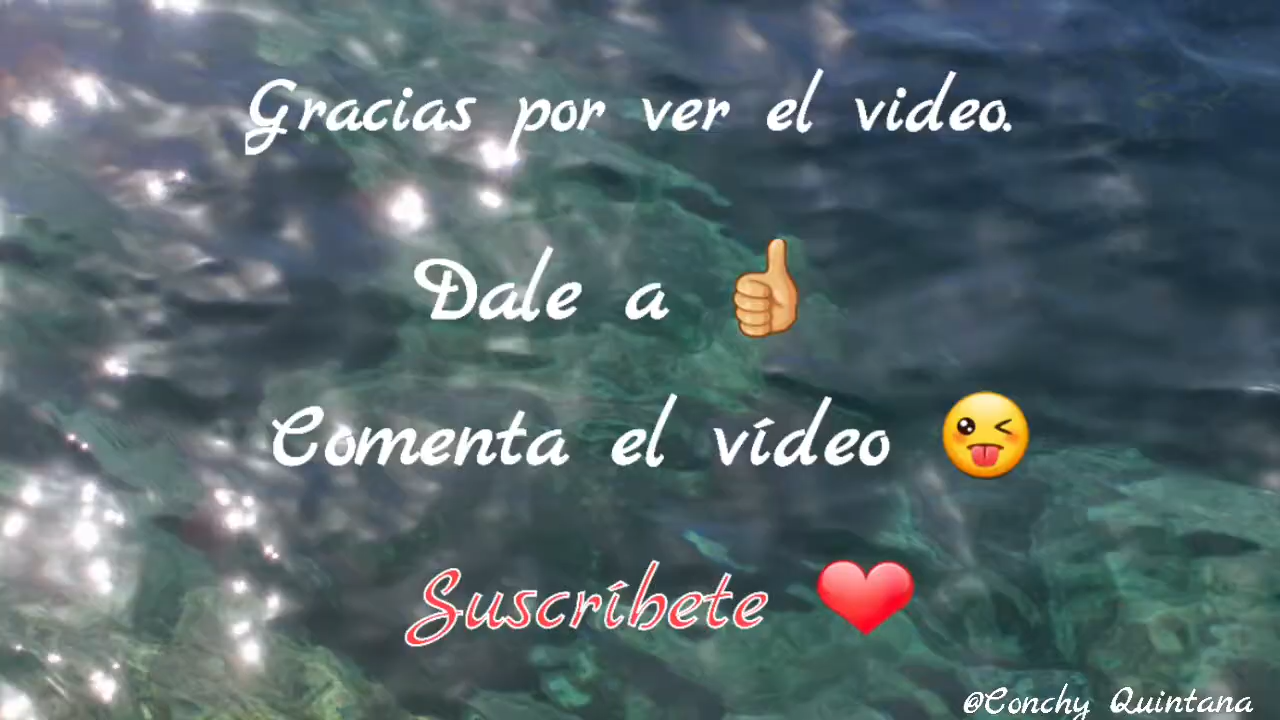 Gracias por ver el video.
Dale a 👍🏼
Comenta el vídeo 😜
Suscríbete ❤️
@Conchy Quintana